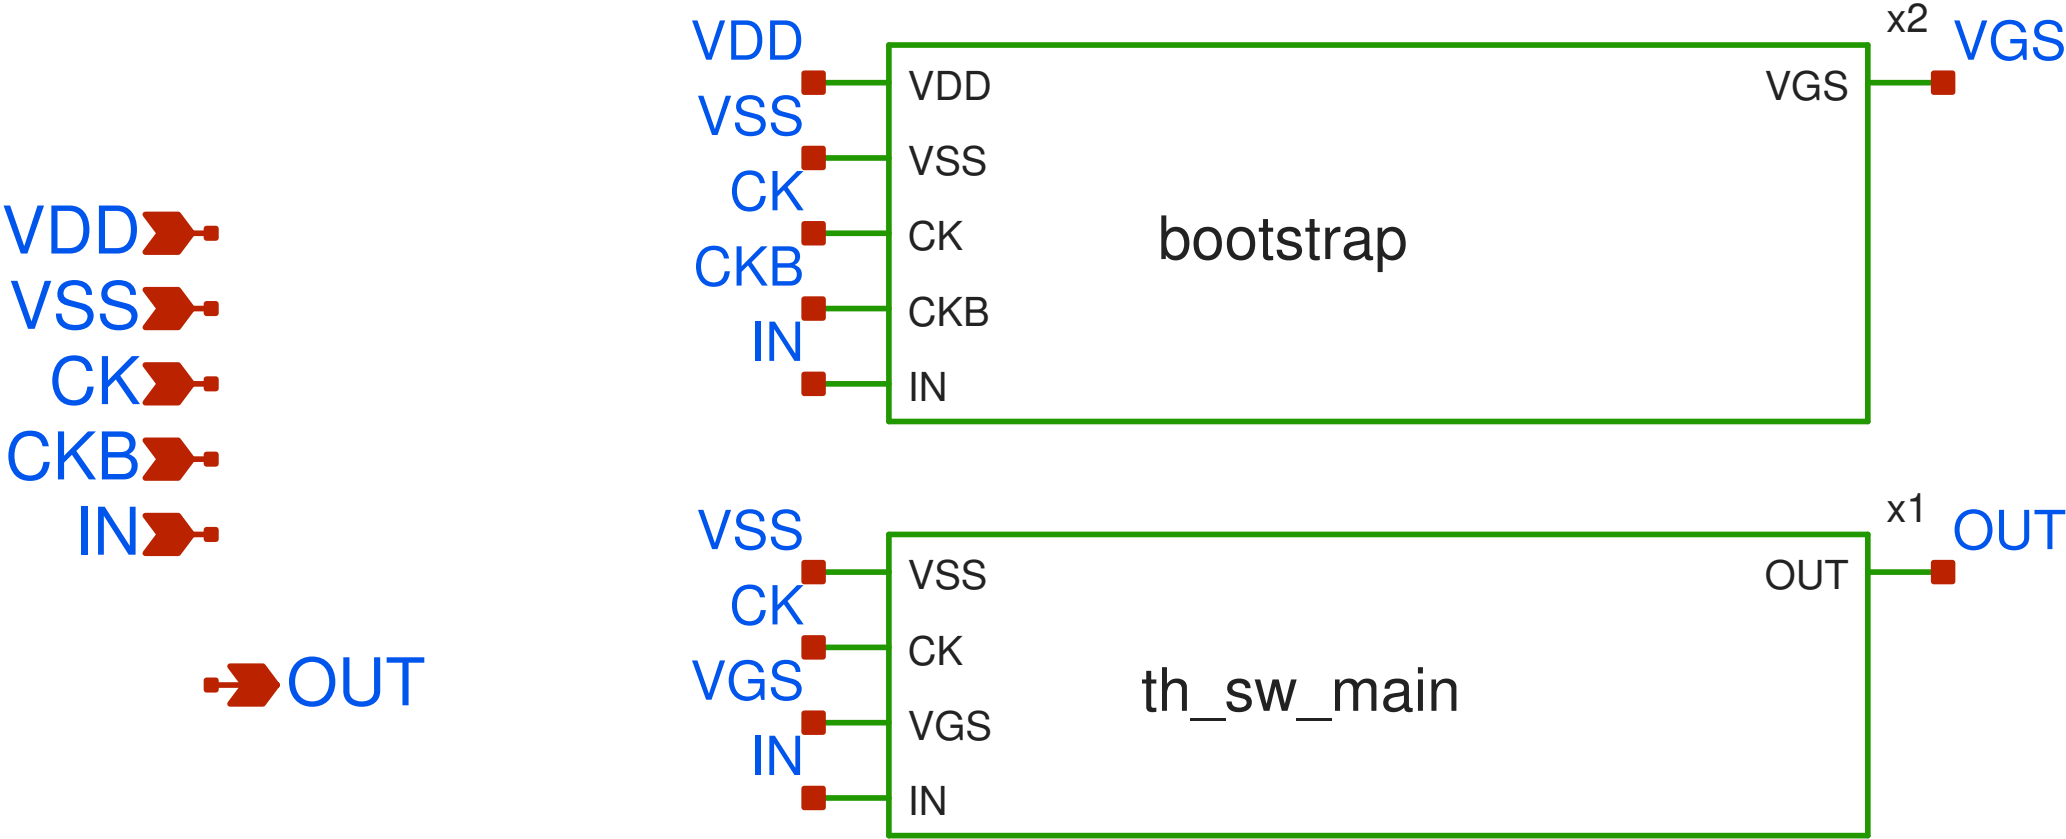 VDD
VSS
CK
CKB
IN
OUT
x2
VDD
VSS
CK
CKB
IN
VDD
VSS
CK
CKB
IN
bootstrap
VGS
VGS
x1
VSS
CK
VGS
IN
VSS
CK
VGS
IN
th_sw_main
OUT
OUT